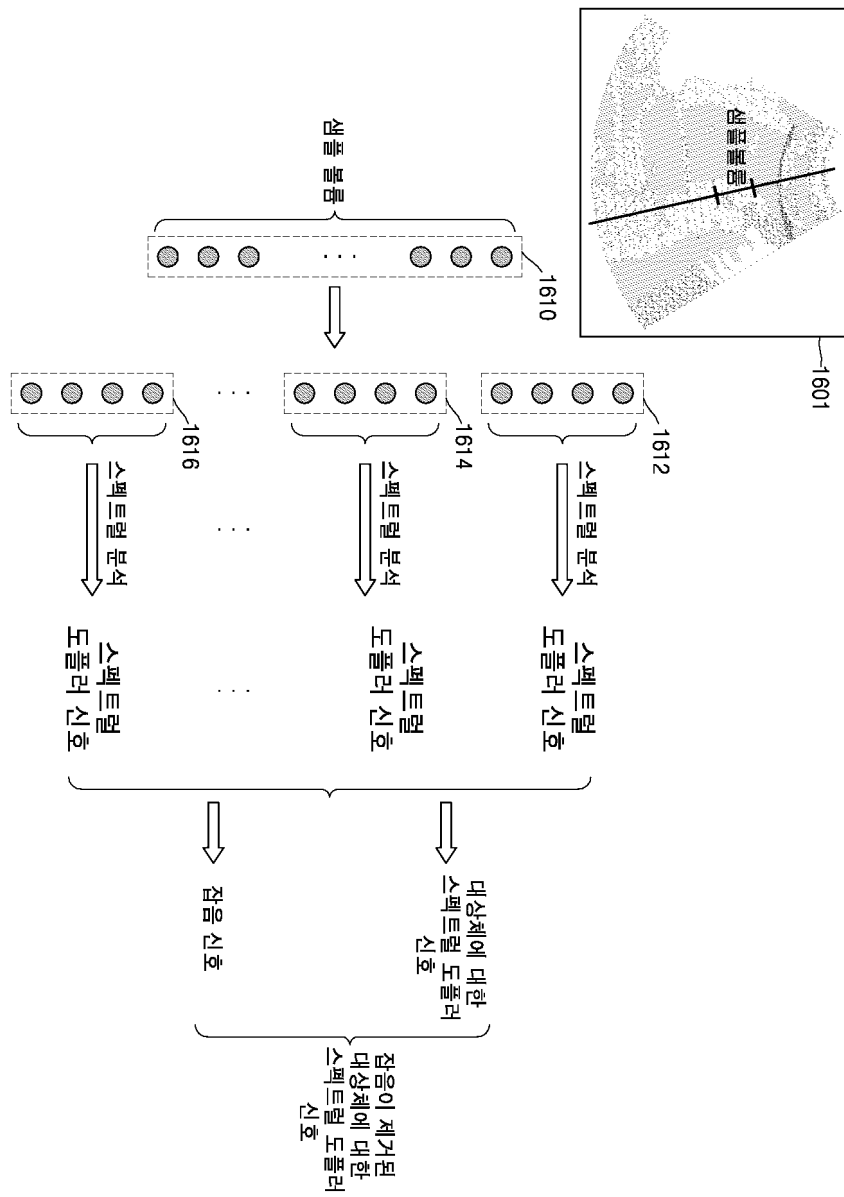 샘플볼륨
1601
샘플 볼륨
· · ·
1610
1612
· · ·
1614
1616
스펙트럴 분석
스펙트럴 분석
· · ·
스펙트럴 분석
스펙트럴
도플러 신호
스펙트럴
도플러 신호
· · ·
스펙트럴
도플러 신호
대상체에 대한
스펙트럴 도플러
신호
잡음 신호
잡음이 제거된
대상체에 대한
스펙트럴 도플러
신호